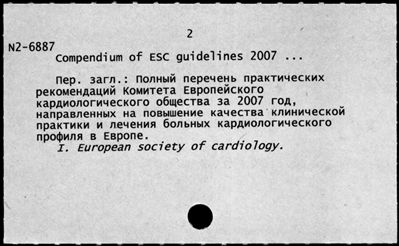 2
N2-6887
Compendium of ESC guidelines 2007 ...
Пер. загл.: Полный перечень практических
рекомендаций Комитета Европейского
кардиологического общества за 2007 год,
направленных на повышение качества клинической
практики и лечения больных кардиологического
профиля в Европе.
I. European society of cardiology.